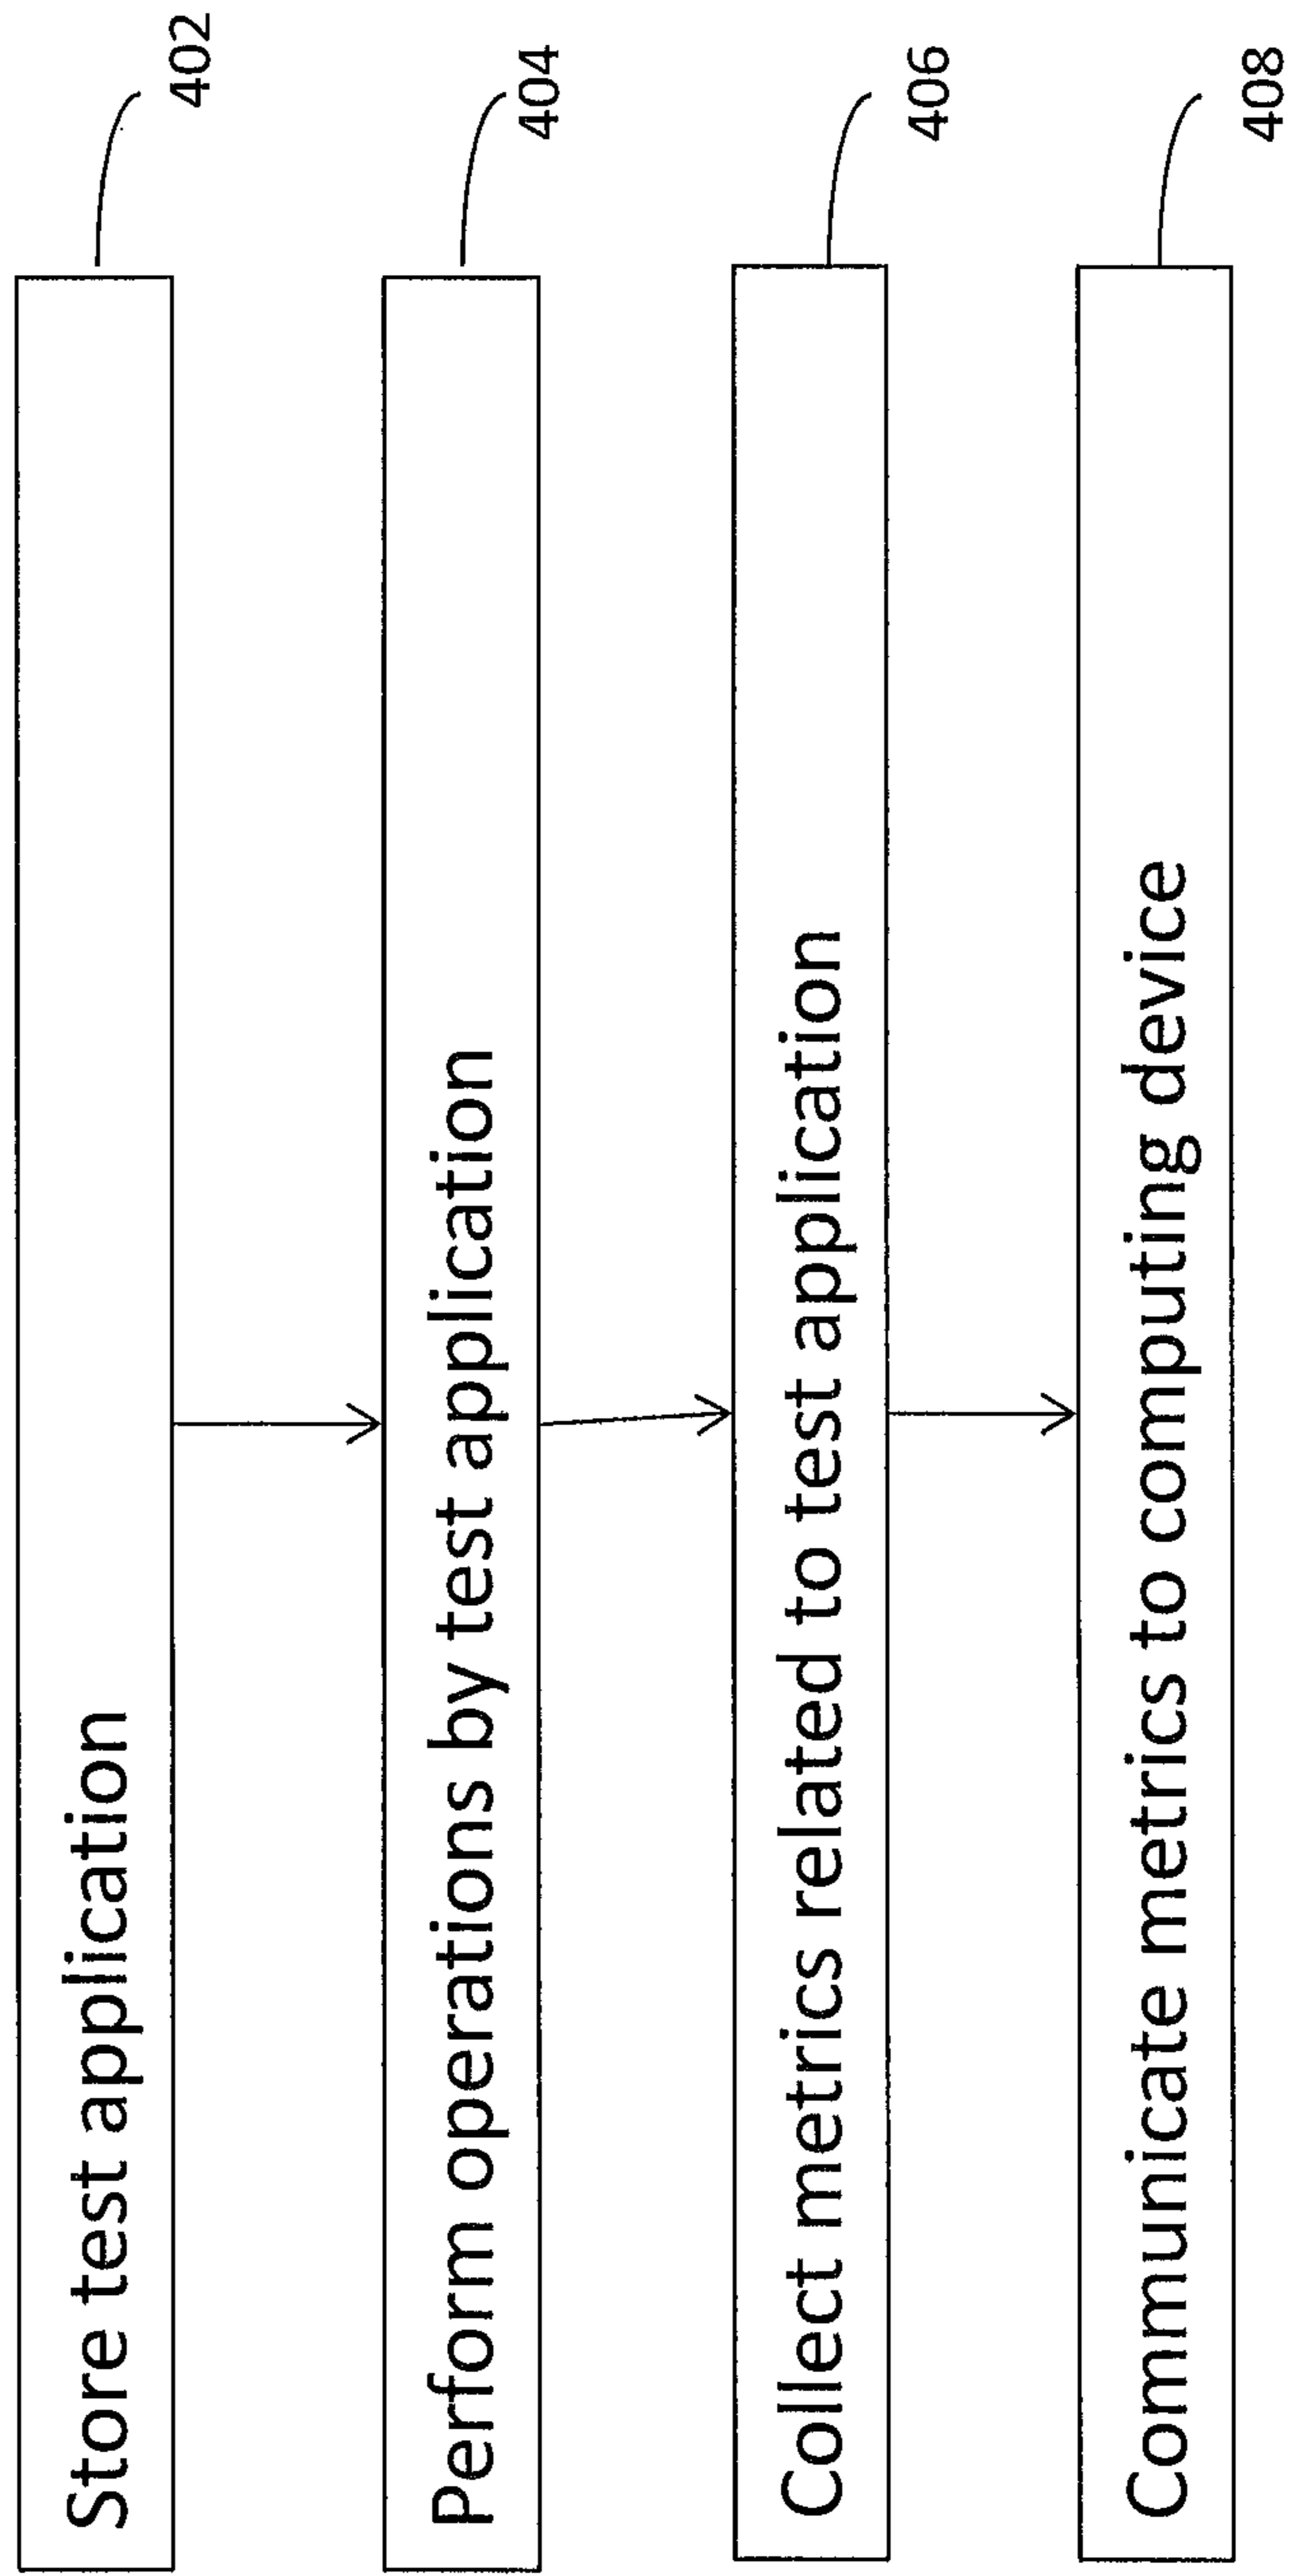 Store test application
402
Perform operations by test application
404
Collect metrics related to test application
406
Communicate metrics to computing device
408